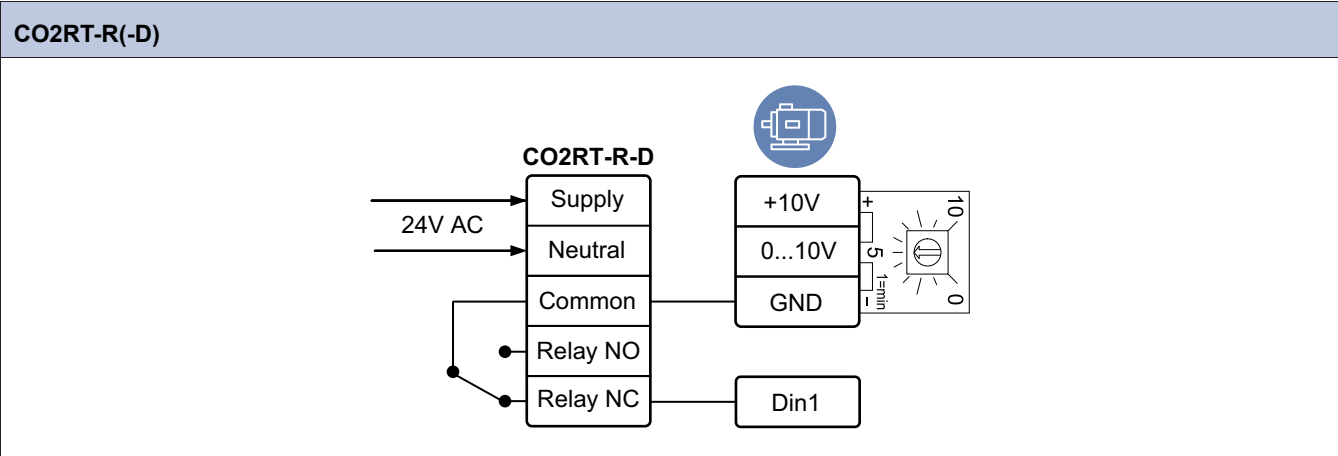 CO2RT-R(-D)
CO2RT-R-D
24V AC
Supply
Neutral
Common
Relay NO
Relay NC
+10V
0...10V
GND
Din1
+
10
5
1=min
-
0